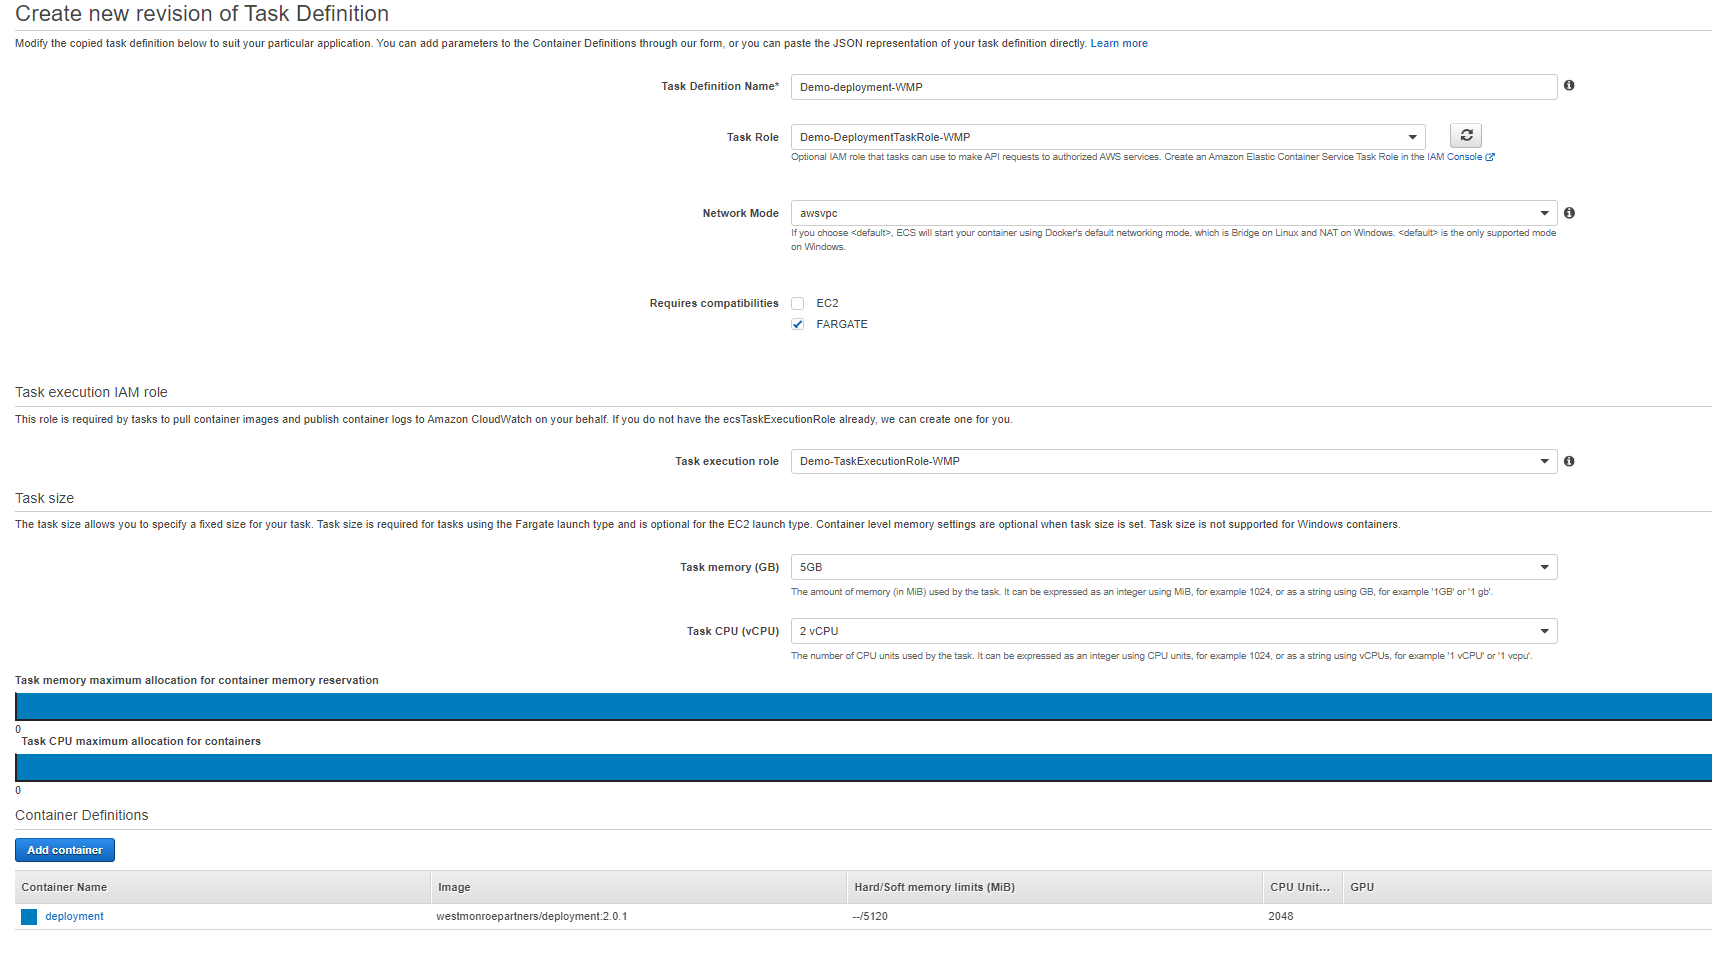 Create new revision of Task Definition
Modify the copied task definition below to suit your particular application. You can add parameters to the Container Definitions through our form, or you can paste the JSON representation of your task definition directly. Learn more
Task Definition Name* Demo-deployment-WMP
Task Role Demo-DeploymentTaskRole-WMP
Optional IAM role that tasks can use to make API requests to authorized AWS services. Create an Amazon Elastic Container Service Task Role in the IAM Console
Network Mode awsvpc
If you choose <default>, ECS will start your container using Docker's default networking mode, which is Bridge on Linux and NAT on Windows. <default> is the only supported mode
on Windows.
Requires compatibilities EC2
FARGATE
Task execution IAM role
This role is required by tasks to pull container images and publish container logs to Amazon CloudWatch on your behalf. If you do not have the ecsTaskExecutionRole already, we can create one for you.
Task execution role Demo-TaskExecutionRole-WMP
Task size
The task size allows you to specify a fixed size for your task. Task size is required for tasks using the Fargate launch type and is optional for the EC2 launch type. Container level memory settings are optional when task size is set. Task size is not supported for Windows containers.
Task memory (GB) 5GB
The amount of memory (in MiB) used by the task. It can be expressed as an integer using MiB, for example 1024, or as a string using GB, for example '1GB' or '1 gb'.
Task CPU (vCPU) 2 vCPU
The number of CPU units used by the task. It can be expressed as an integer using CPU units, for example 1024, or as a string using vCPUs, for example '1 vCPU' or '1 vcpu'.
Task memory maximum allocation for container memory reservation
0
Task CPU maximum allocation for containers
0
Container Definitions
Add container
Container Name Image Hard/Soft memory limits (MiB) CPU Unit... GPU
deployment westmonroepartners/deployment:2.0.1 --/5120 2048